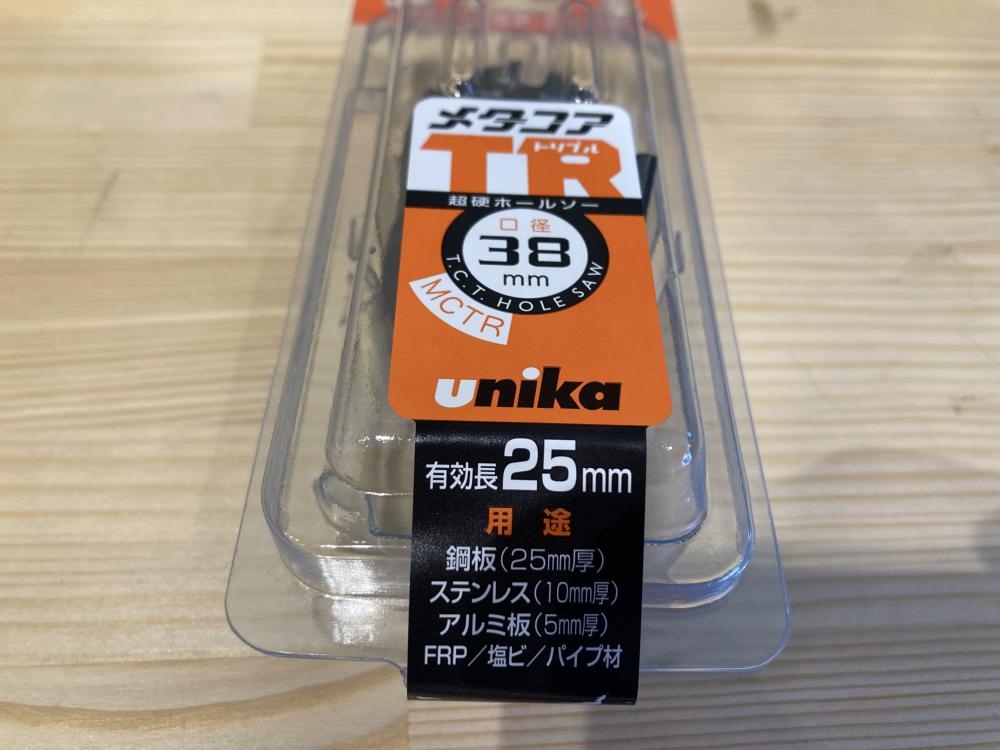 メタコア
TRトリプル
超硬ホールソー
口径
38
mm
T.C.T. HOLE SAW
MCTR
unika
有効長25mm
用途
鋼板(25mm厚)
ステンレス(10mm厚)
アルミ板(5mm厚)
FRP/塩ビ/パイプ材